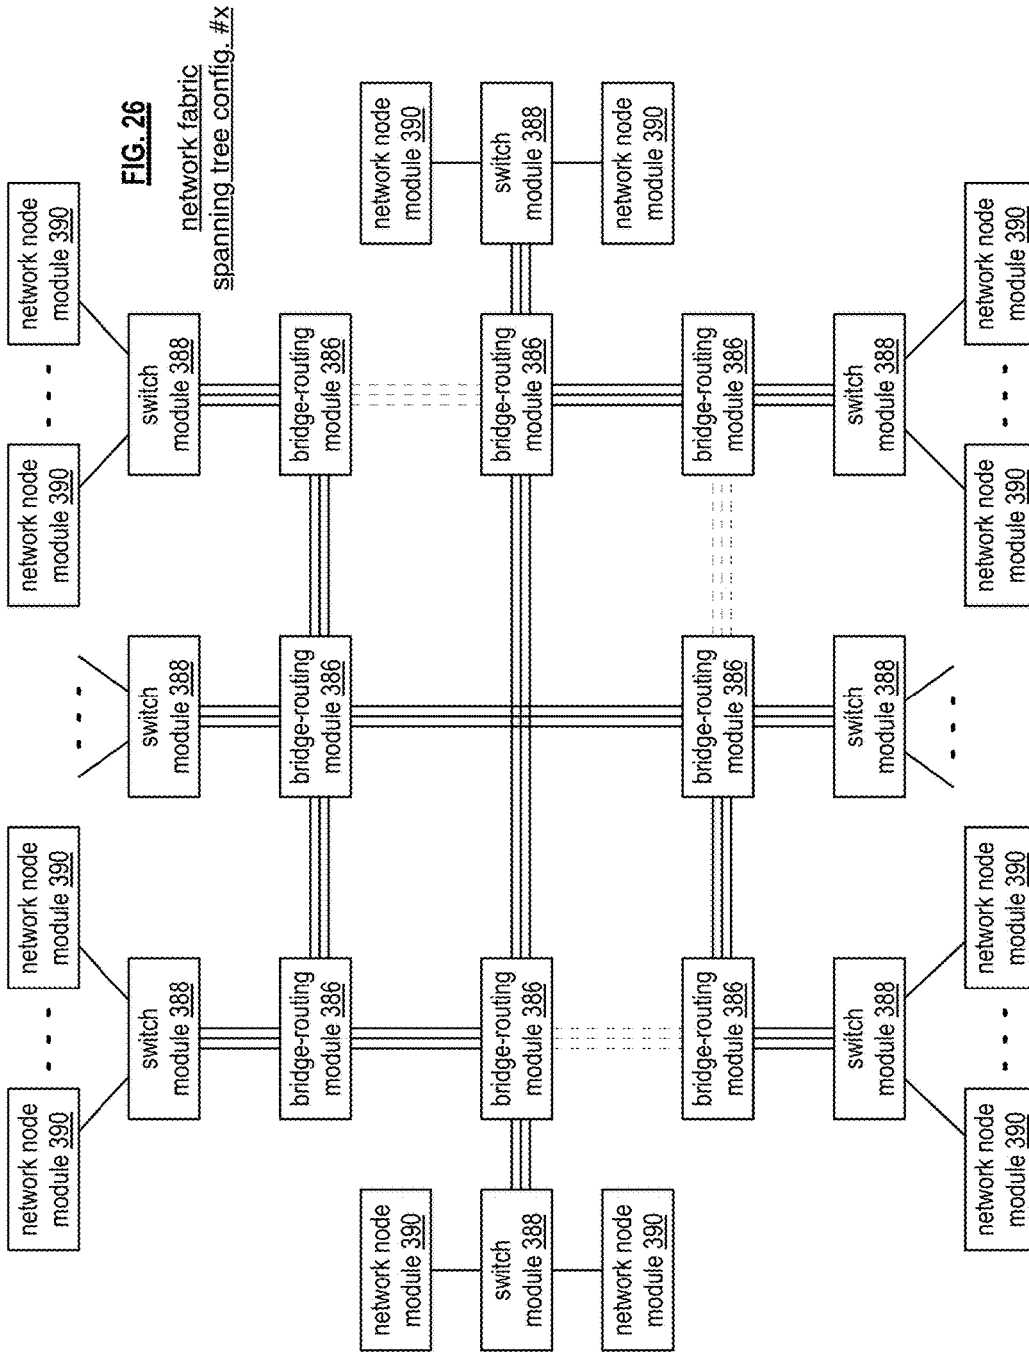 network node
module 390
network node
module 390
network node
module 390
network node
module 390
FIG. 26
network fabric
spanning tree config. #x
switch
module 388
switch
module 388
switch
module 388
bridge-routing
module 386
bridge-routing
module 386
bridge-routing
module 386
network node
module 390
network node
module 390
switch
module 388
bridge-routing
module 386
bridge-routing
module 386
switch
module 388
network node
module 390
network node
module 390
bridge-routing
module 386
bridge-routing
module 386
bridge-routing
module 386
switch
module 388
switch
module 388
switch
module 388
network node
module 390
network node
module 390
network node
module 390
network node
module 390